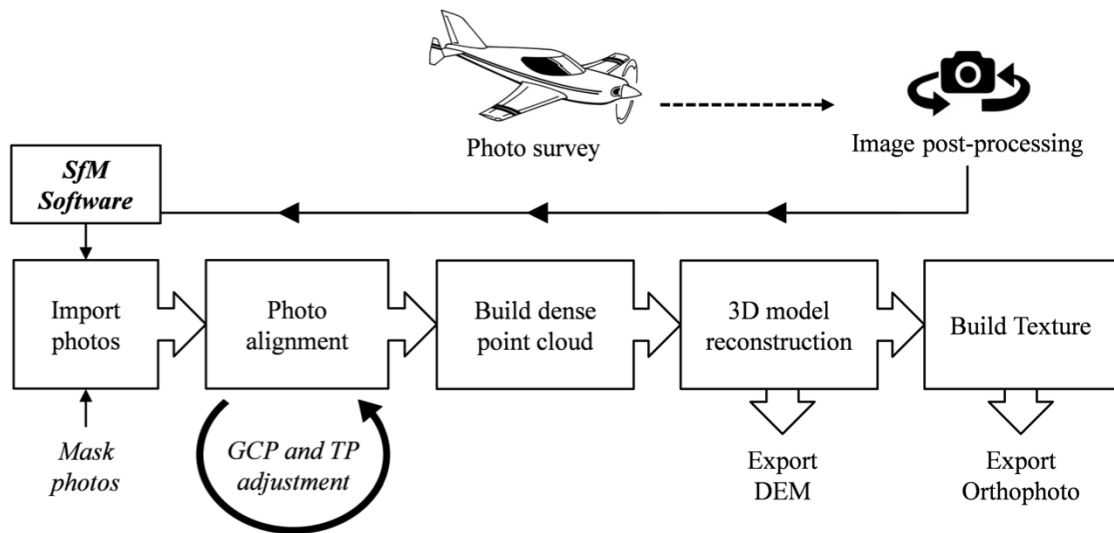 Photo survey
Image post-processing
SfM
Software
Import
photos
Photo
alignment
Build dense
point cloud
3D model
reconstruction
Build Texture
Mask
photos
GCP and TP
adjustment
Export
DEM
Export
Orthophoto